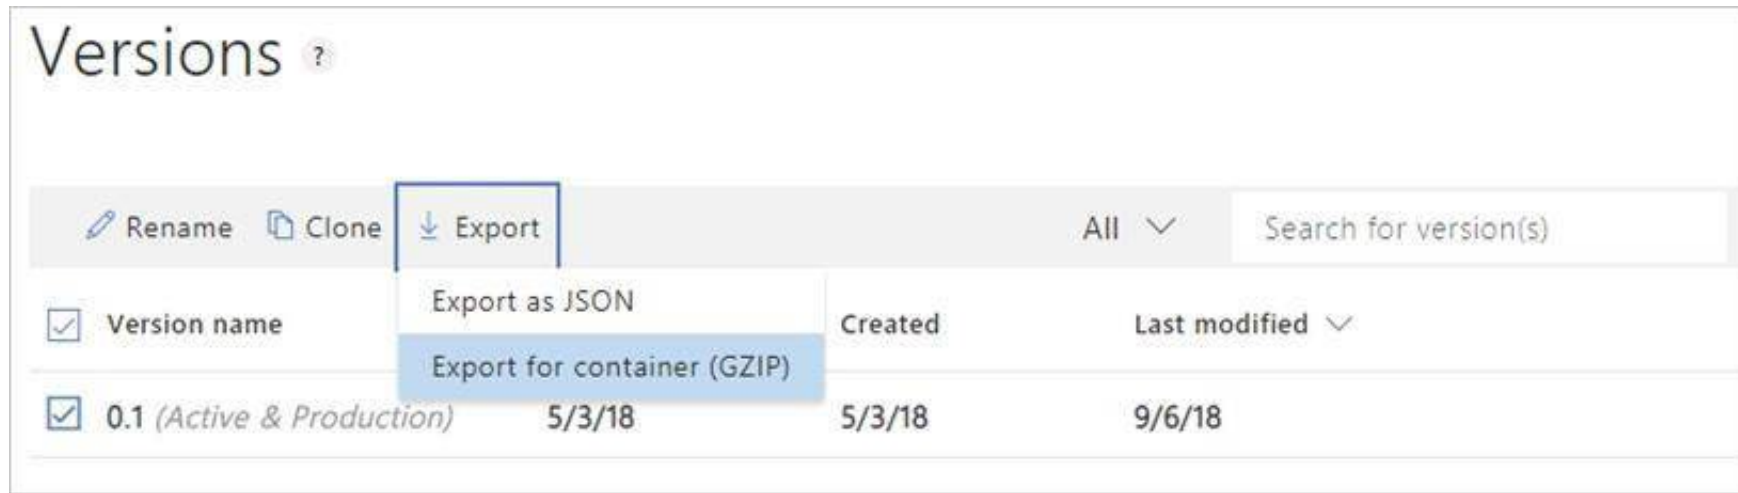 Versions ?
Rename Clone Export All Search for version(s)
Export as JSON
Version name Created Last modified
Export for container (GZIP)
0.1 (Active & Production) 5/3/18 5/3/18 9/6/18